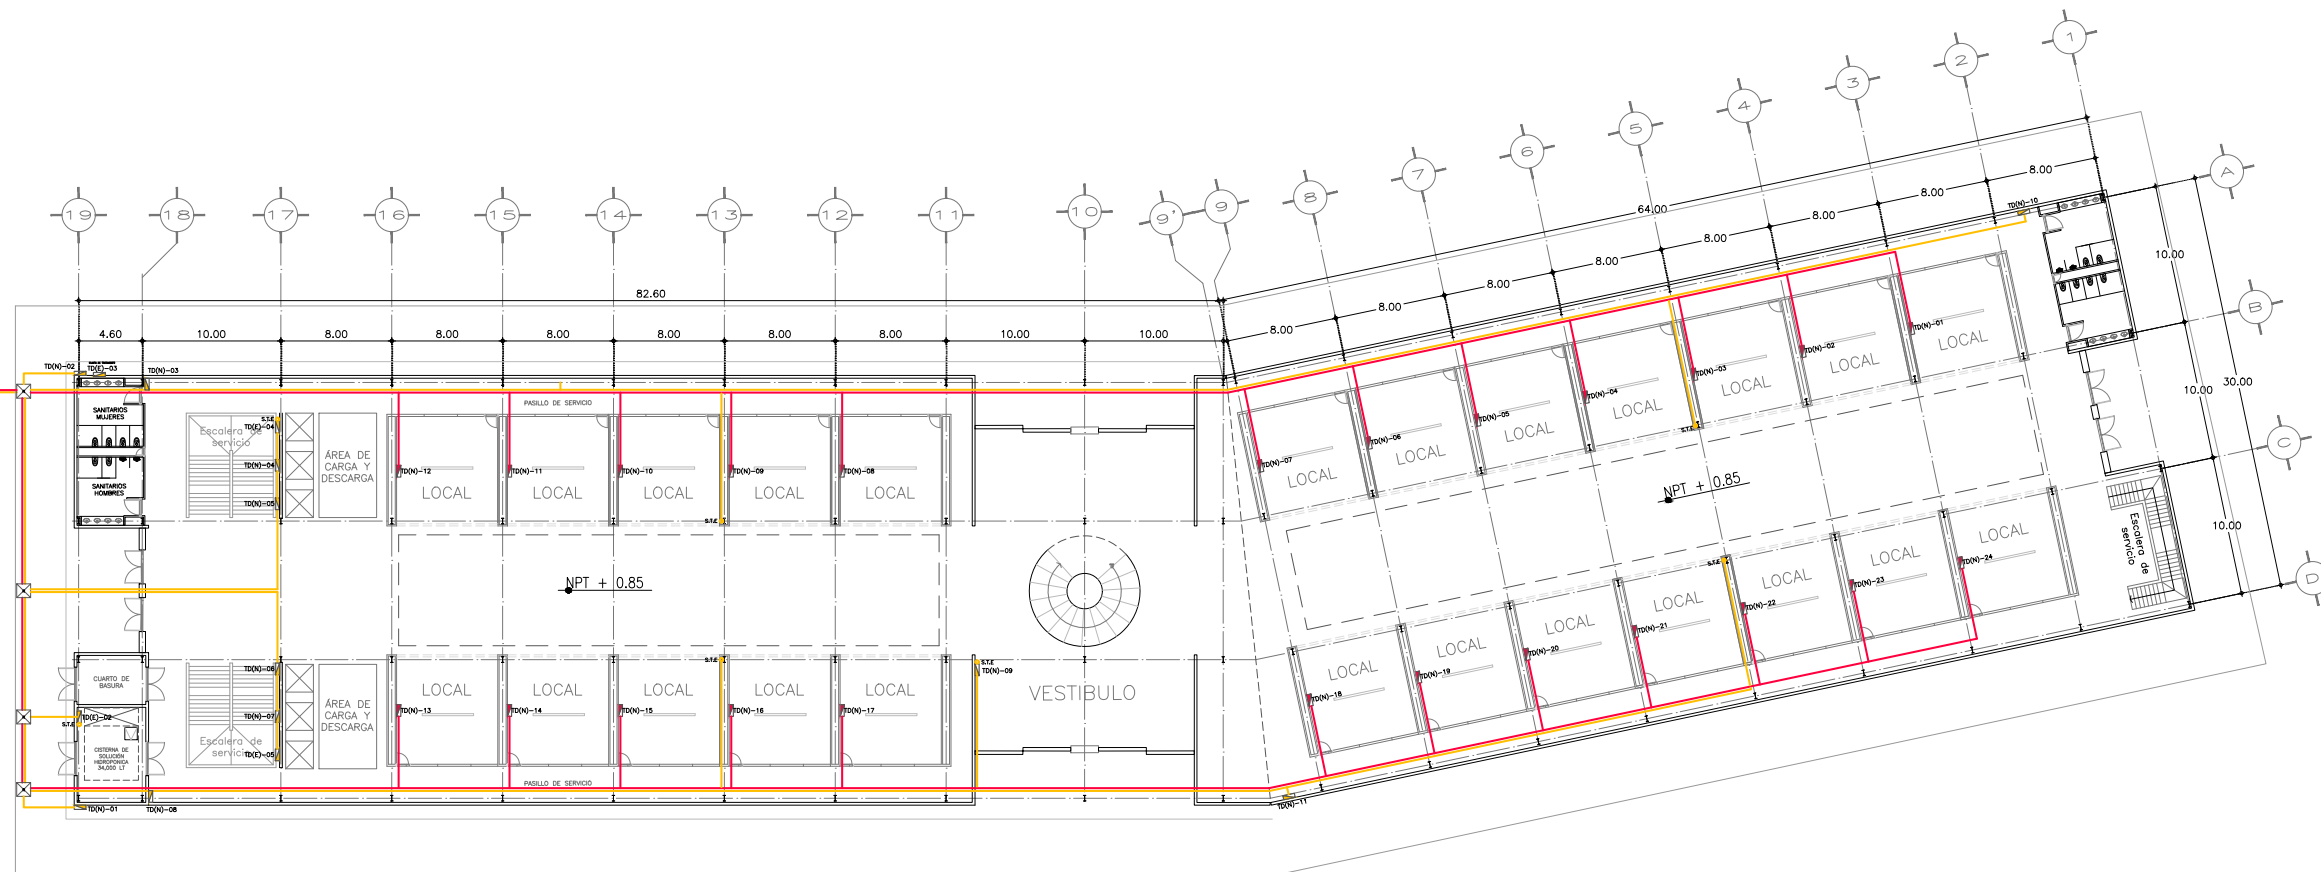 1
2
3
4
5
6
7
8
9
9'
10
11
12
13
14
15
16
17
18
19
A
B
C
D
64.00
8.00
8.00
8.00
8.00
8.00
8.00
8.00
8.00
10.00
10.00
10.00
30.00
82.60
4.60
10.00
8.00
8.00
8.00
8.00
8.00
8.00
10.00
10.00
TD(N)-02
TD(E)-03
TD(N)-03
TD(N)-10
SANITARIOS
MUJERES
SANITARIOS
HOMBRES
Escalera de
servicio
S.T.E
TD(E)-04
TD(N)-04
TD(N)-05
ÁREA DE
CARGA Y
DESCARGA
PASILLO DE SERVICIO
TD(N)-12
LOCAL
TD(N)-11
LOCAL
TD(N)-10
LOCAL
S.T.E
TD(N)-09
LOCAL
TD(N)-08
LOCAL
NPT + 0.85
TD(N)-07
LOCAL
TD(N)-06
LOCAL
TD(N)-05
LOCAL
TD(N)-04
LOCAL
S.T.E
TD(N)-03
LOCAL
TD(N)-02
LOCAL
TD(N)-01
LOCAL
NPT + 0.85
Escalera de
servicio
CUARTO DE
BASURA
TD(E)-02
S.T.E
CISTERNA DE
SOLUCIÓN
HIDROPONICA
34,000 LT
TD(N)-01
TD(N)-08
TD(N)-06
TD(N)-07
TD(E)-05
Escalera de
servicio
ÁREA DE
CARGA Y
DESCARGA
TD(N)-13
LOCAL
TD(N)-14
LOCAL
TD(N)-15
LOCAL
S.T.E
TD(N)-16
LOCAL
TD(N)-17
LOCAL
PASILLO DE SERVICIO
S.T.E
TD(N)-09
VESTIBULO
TD(N)-11
TD(N)-18
LOCAL
TD(N)-19
LOCAL
TD(N)-20
LOCAL
TD(N)-21
LOCAL
S.T.E
TD(N)-22
LOCAL
TD(N)-23
LOCAL
TD(N)-24
LOCAL